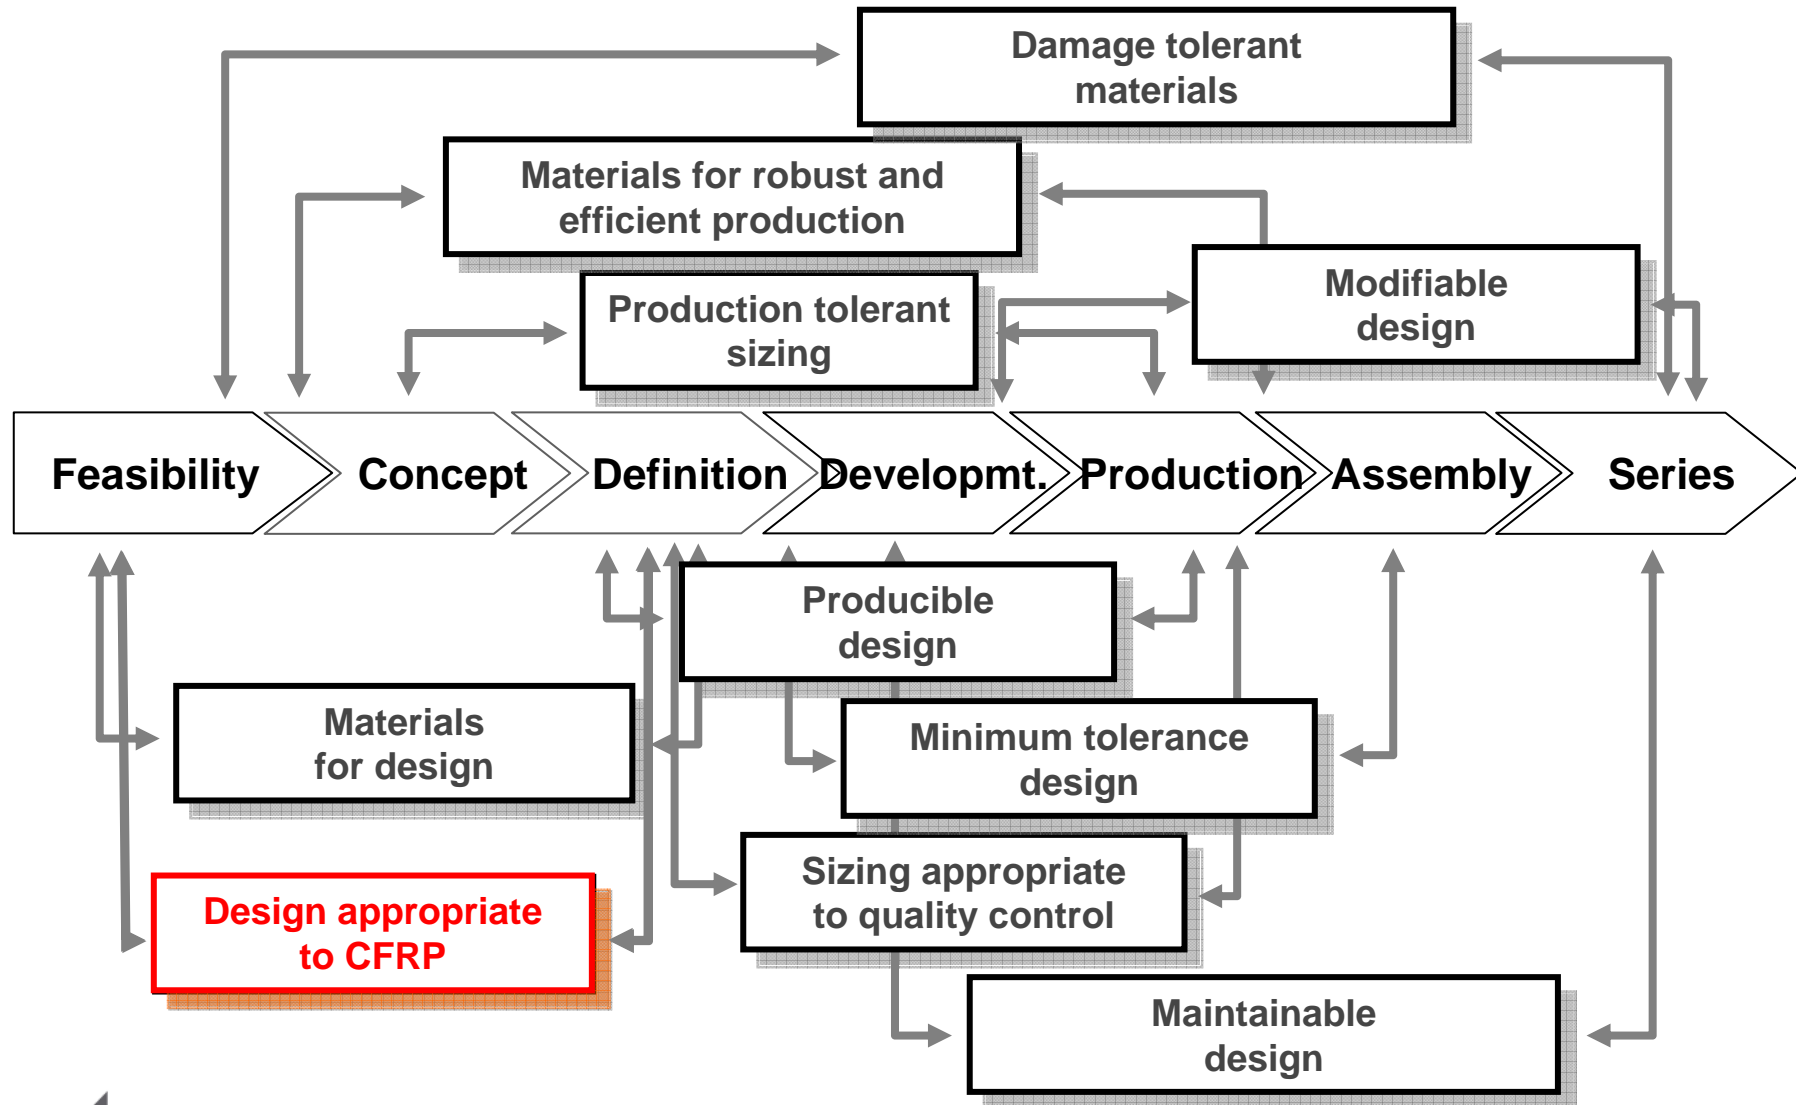 Damage tolerant
materials
Materials for robust and
efficient production
Modifiable
design
Production tolerant
sizing
Feasibility
Concept
Definition
Developmt.
Production
Assembly
Series
Producible
design
Materials
for design
Minimum tolerance
design
Sizing appropriate
to quality control
Design appropriate
to CFRP
Maintainable
design